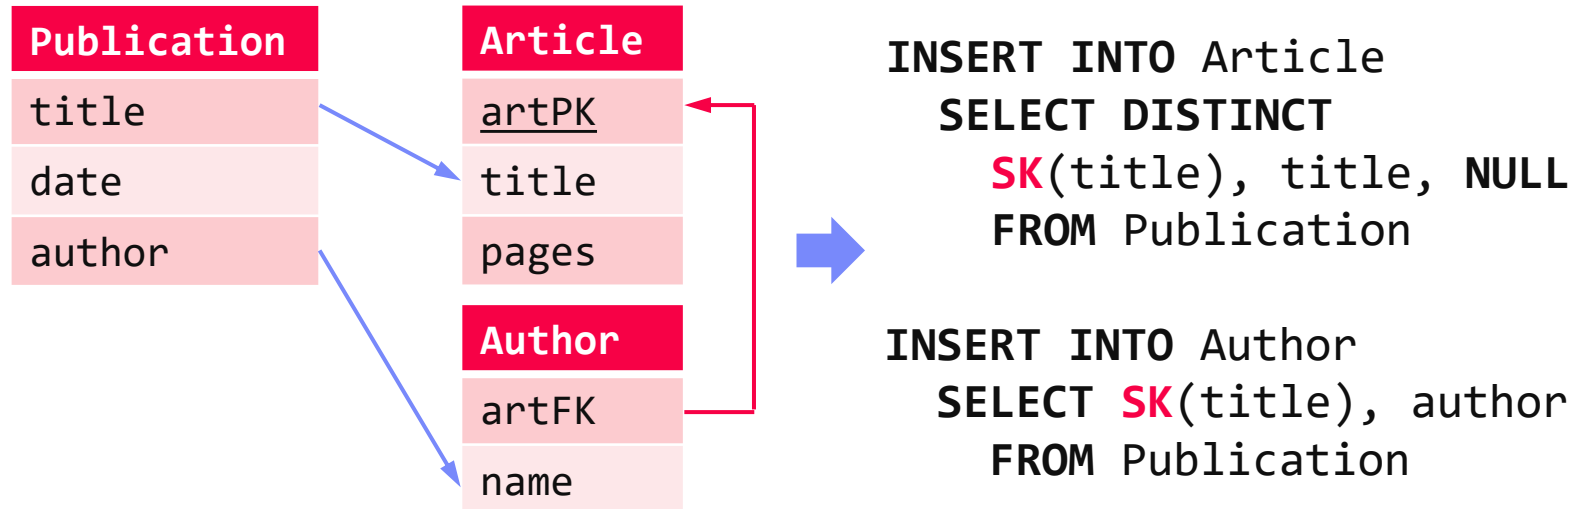 Publication
title
date
author
Article
artPK
title
pages
Author
artFK
name
INSERT INTO Article
SELECT DISTINCT
SK(title), title, NULL
FROM Publication
INSERT INTO Author
SELECT SK(title), author
FROM Publication